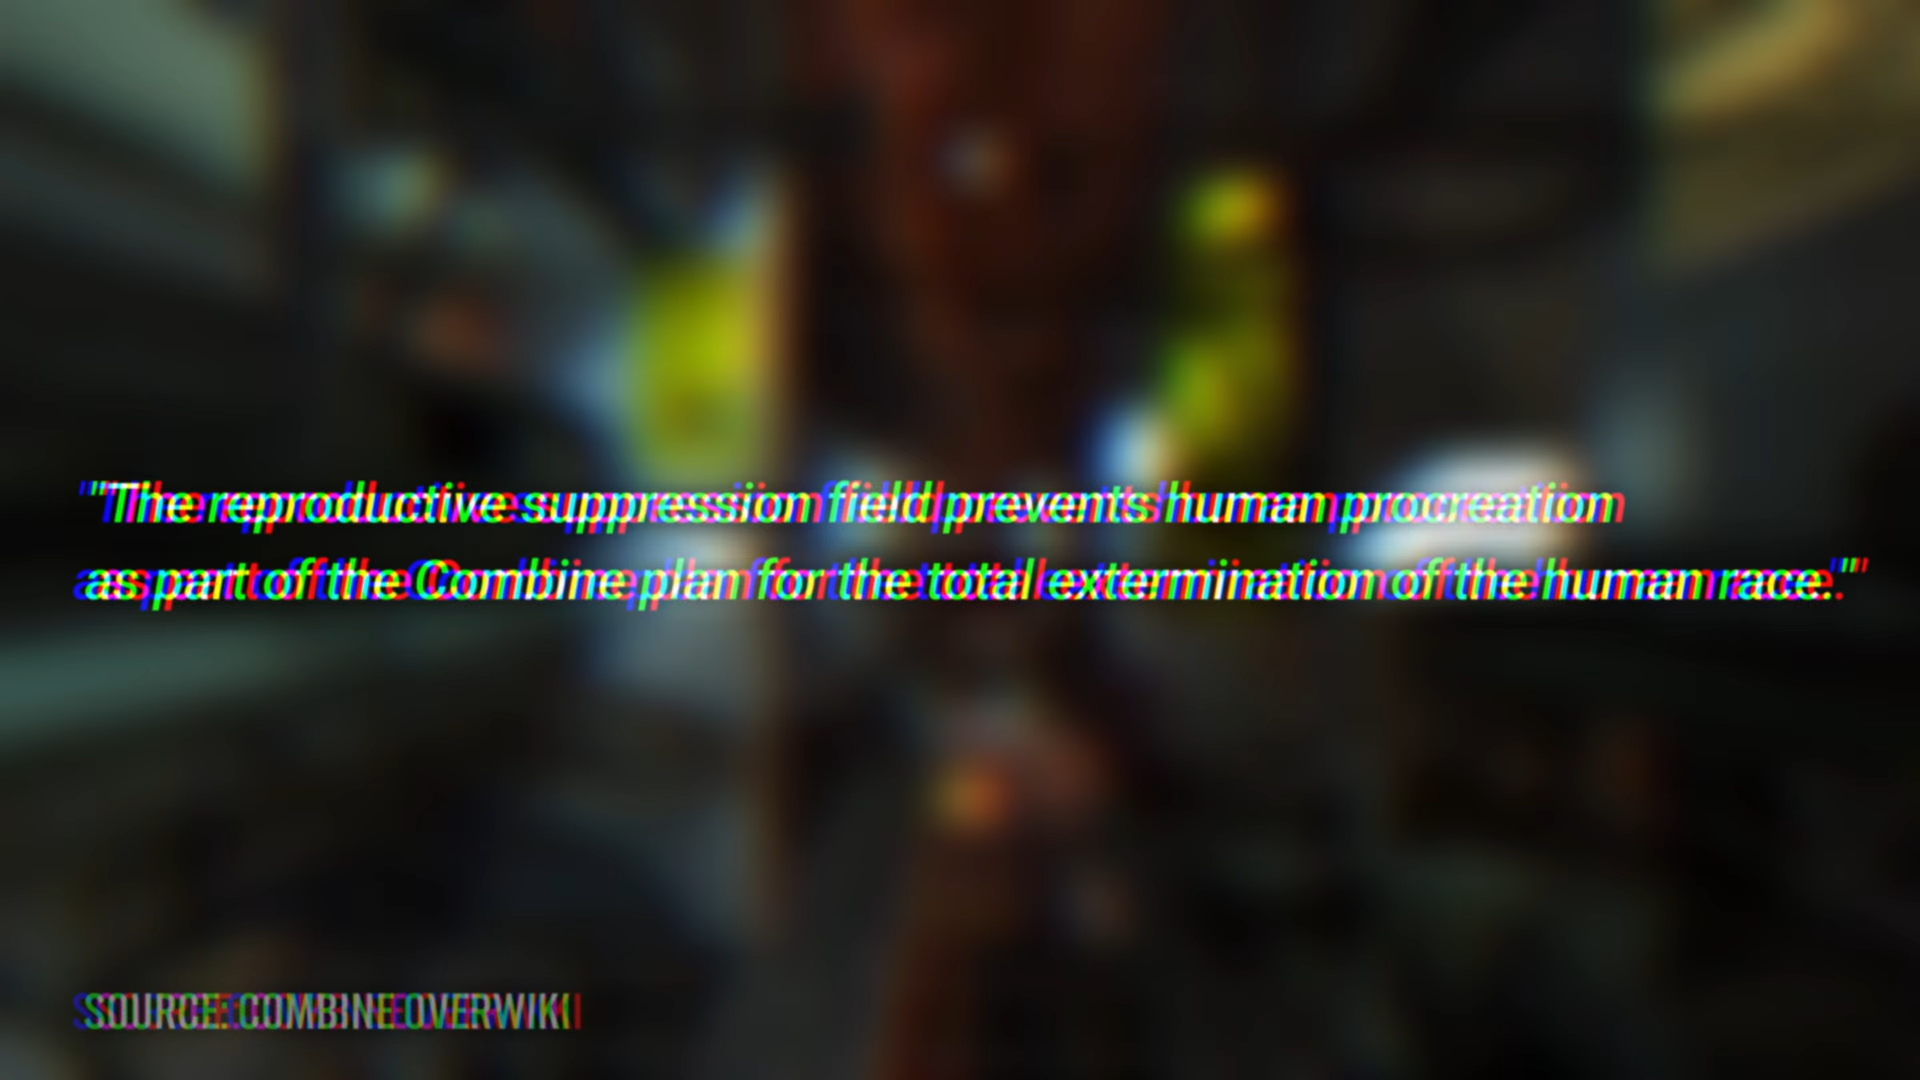 "The reproductive suppression field prevents human procreation
as part of the Combine plan for the total extermination of the human race."
SOURCE: COMBINE OVERWIKI